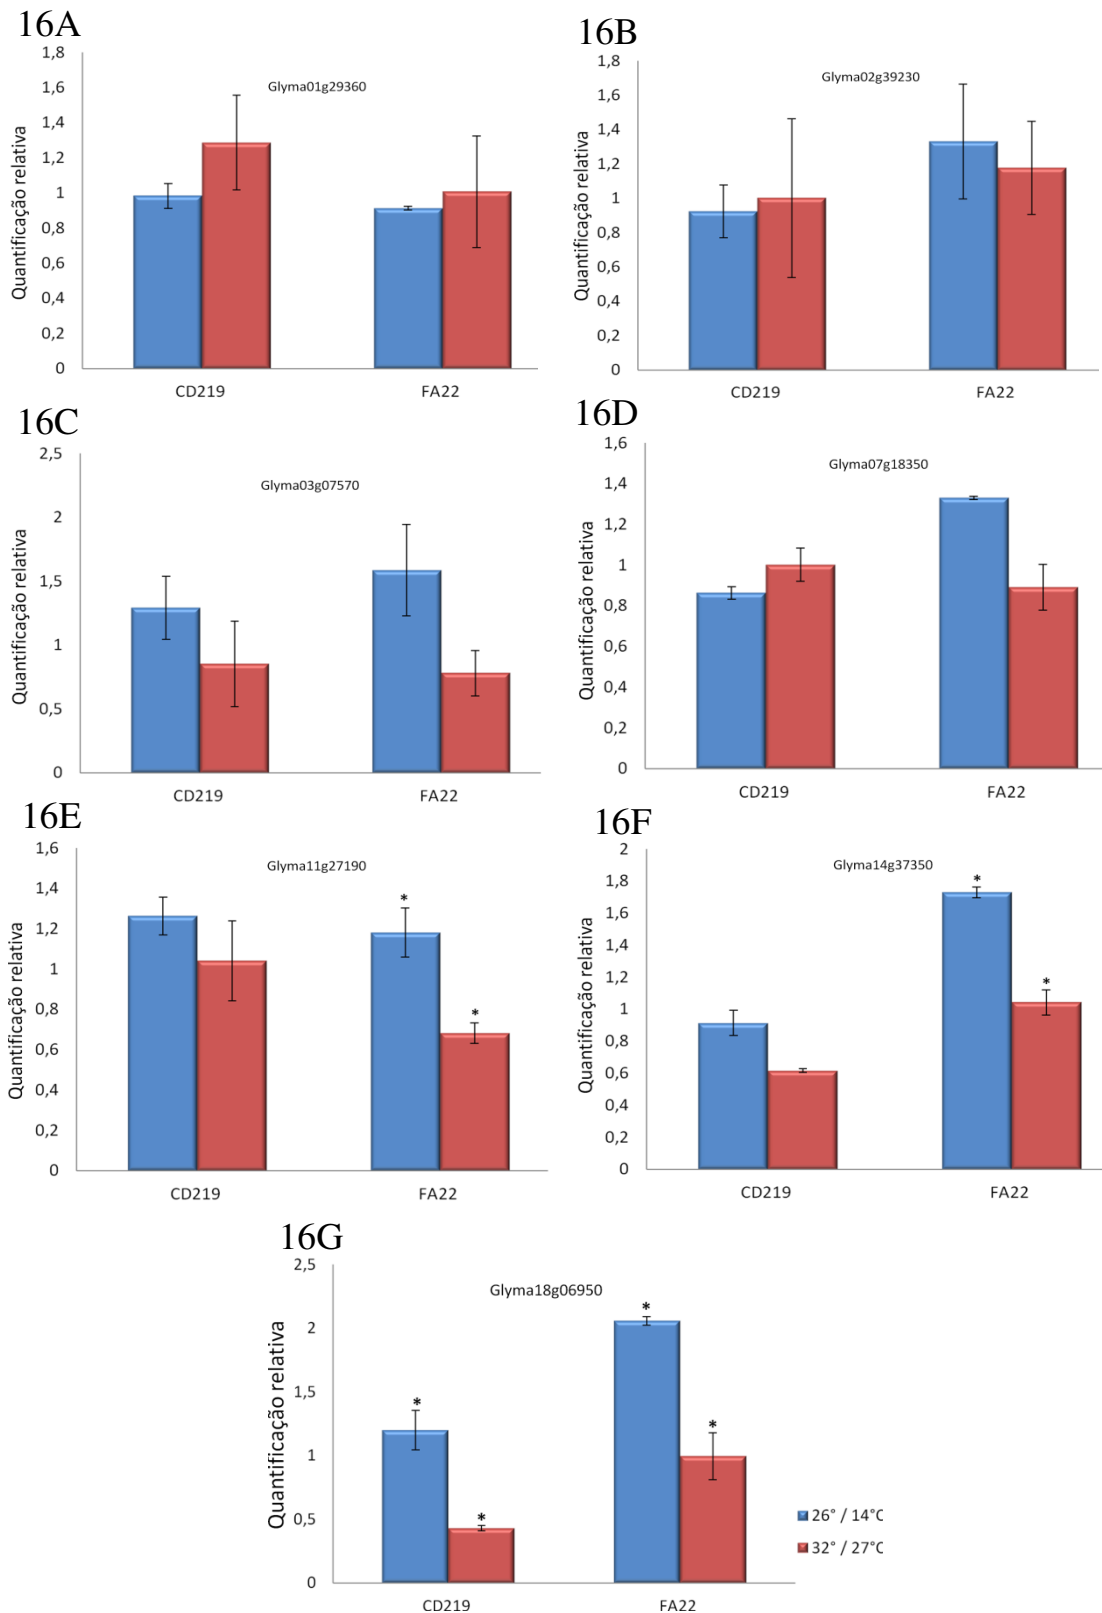 16A
Glyma01g29360
Quantificação relativa
1,8
1,6
1,4
1,2
1
0,8
0,6
0,4
0,2
0
CD219
FA22
16B
Glyma02g39230
Quantificação relativa
1,8
1,6
1,4
1,2
1
0,8
0,6
0,4
0,2
0
CD219
FA22
16C
Glyma03g07570
Quantificação relativa
2,5
2
1,5
1
0,5
0
CD219
FA22
16D
Glyma07g18350
Quantificação relativa
1,6
1,4
1,2
1
0,8
0,6
0,4
0,2
0
CD219
FA22
16E
Glyma11g27190
Quantificação relativa
1,6
1,4
1,2
1
0,8
0,6
0,4
0,2
0
*
*
CD219
FA22
16F
Glyma14g37350
Quantificação relativa
2
1,8
1,6
1,4
1,2
1
0,8
0,6
0,4
0,2
0
*
*
CD219
FA22
16G
Glyma18g06950
Quantificação relativa
2,5
2
1,5
1
0,5
0
*
*
*
*
CD219
FA22
26° / 14°C
32° / 27°C